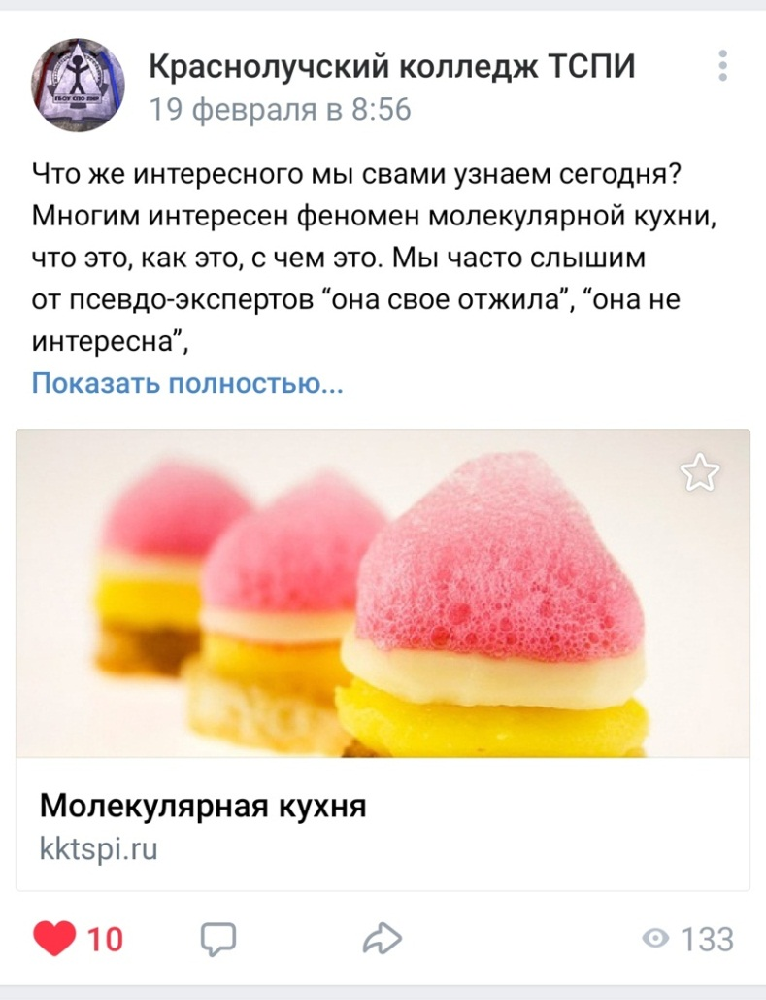 Краснолучский колледж ТСПИ
19 февраля в 8:56
Что же интересного мы свами узнаем сегодня?
Многим интересен феномен молекулярной кухни,
что это, как это, с чем это. Мы часто слышим
от псевдо-экспертов “она свое отжила”, “она не
интересна”,
Показать полностью...
Молекулярная кухня
kktspi.ru
10
133